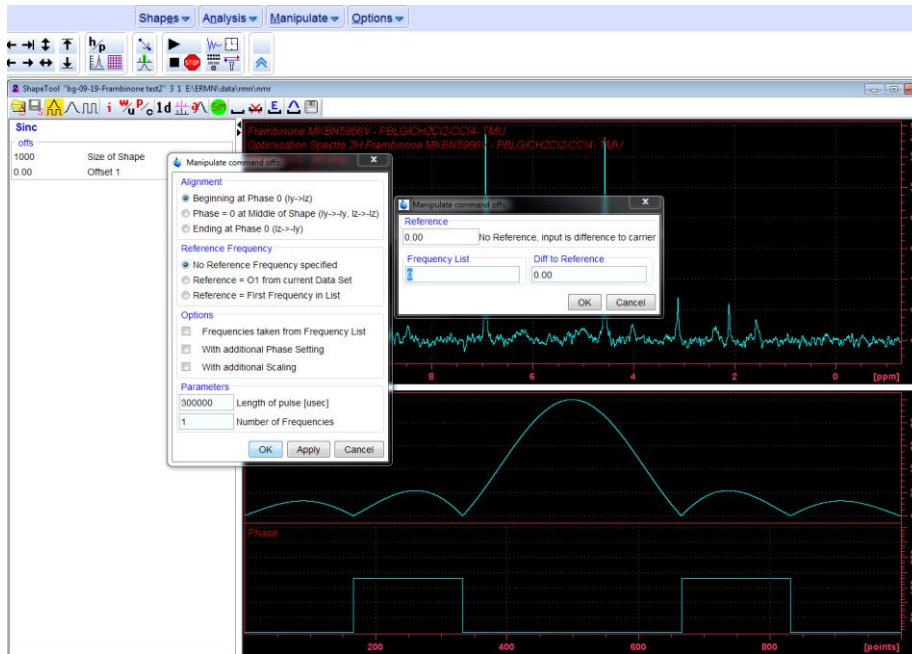 Shapes Analysis Manipulate Options
h/p
STOP
2 ShapeTool "bg-09-19-Frambinone test2" 3 1 E:\ERMN\data\rmn\nmr
1d
Sinc
offs
1000 Size of Shape
0.00 Offset 1
Frambinone MKBN5956V - PBLG/CH2Cl2-CCl4- TMU
Optimisation Spectre 2H Frambinone MKBN5956V - PBLG/CH2Cl2-CCl4- TMU
Manipulate command offs
Alignment
Beginning at Phase 0 (Iy->Iz)
Phase = 0 at Middle of Shape (Iy->-Iy, Iz->-Iz)
Ending at Phase 0 (Iz->-Iy)
Reference Frequency
No Reference Frequency specified
Reference = O1 from current Data Set
Reference = First Frequency in List
Options
Frequencies taken from Frequency List
With additional Phase Setting
With additional Scaling
Parameters
300000 Length of pulse [usec]
1 Number of Frequencies
OK Apply Cancel
Manipulate command offs
Reference
0.00 No Reference, input is difference to carrier
Frequency List Diff to Reference
0 0.00
OK Cancel
8 6 4 2 0 [ppm]
Phase
200 400 600 800 [points]